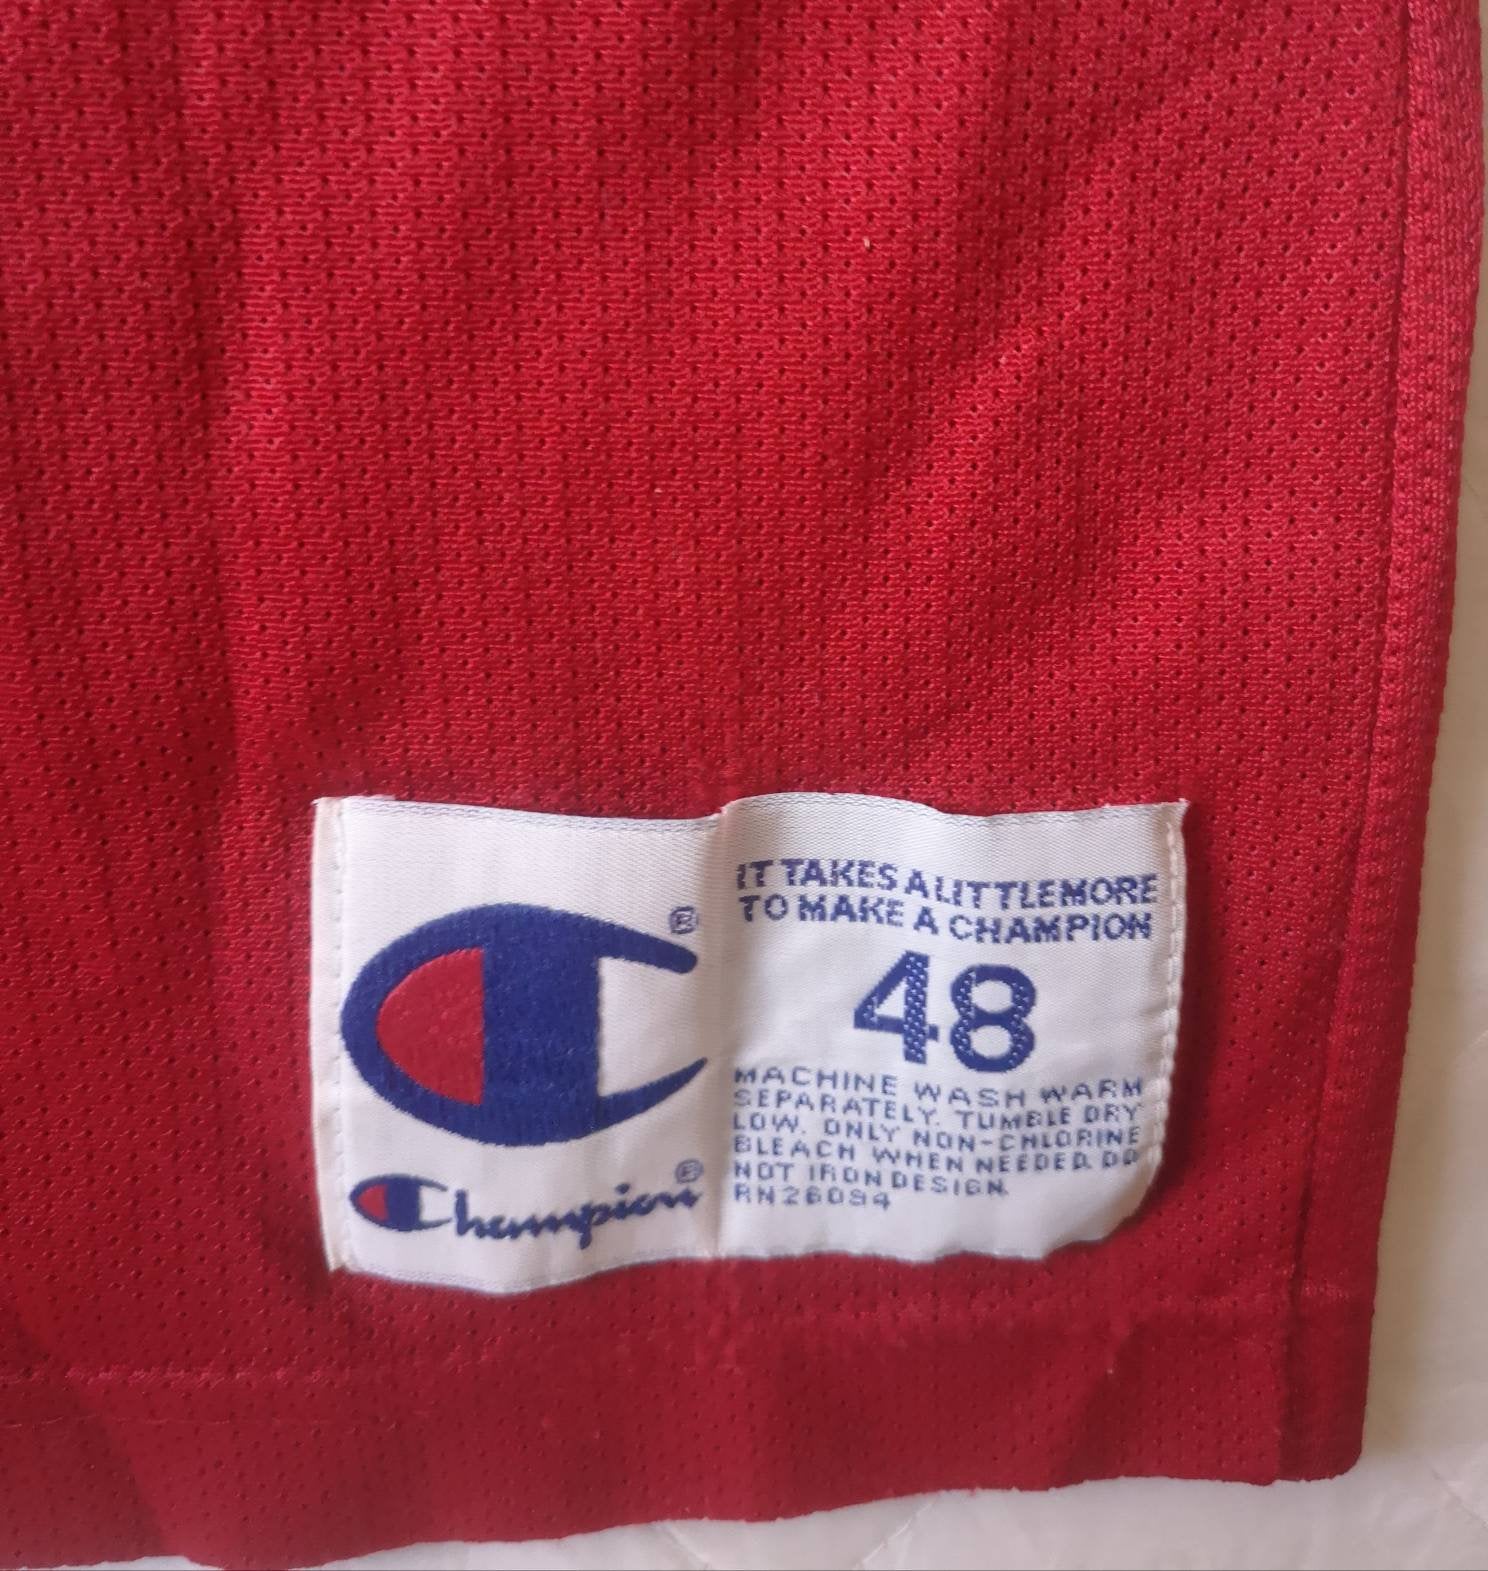 IT TAKES A LITTLE MORE
TO MAKE A CHAMPION
48
MACHINE WASH WARM
SEPARATELY. TUMBLE DRY
LOW. ONLY NON-CHLORINE
BLEACH WHEN NEEDED. DO
NOT IRON DESIGN.
RN26094
®
Champion®